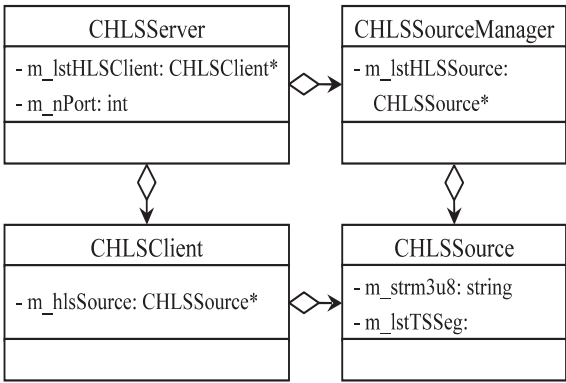 CHLSServer
- m_lstHLSClient: CHLSClient*
- m_nPort: int
CHLSSourceManager
- m_lstHLSSource:
CHLSSource*
CHLSClient
- m_hlsSource: CHLSSource*
CHLSSource
- m_strm3u8: string
- m_lstTSSeg: